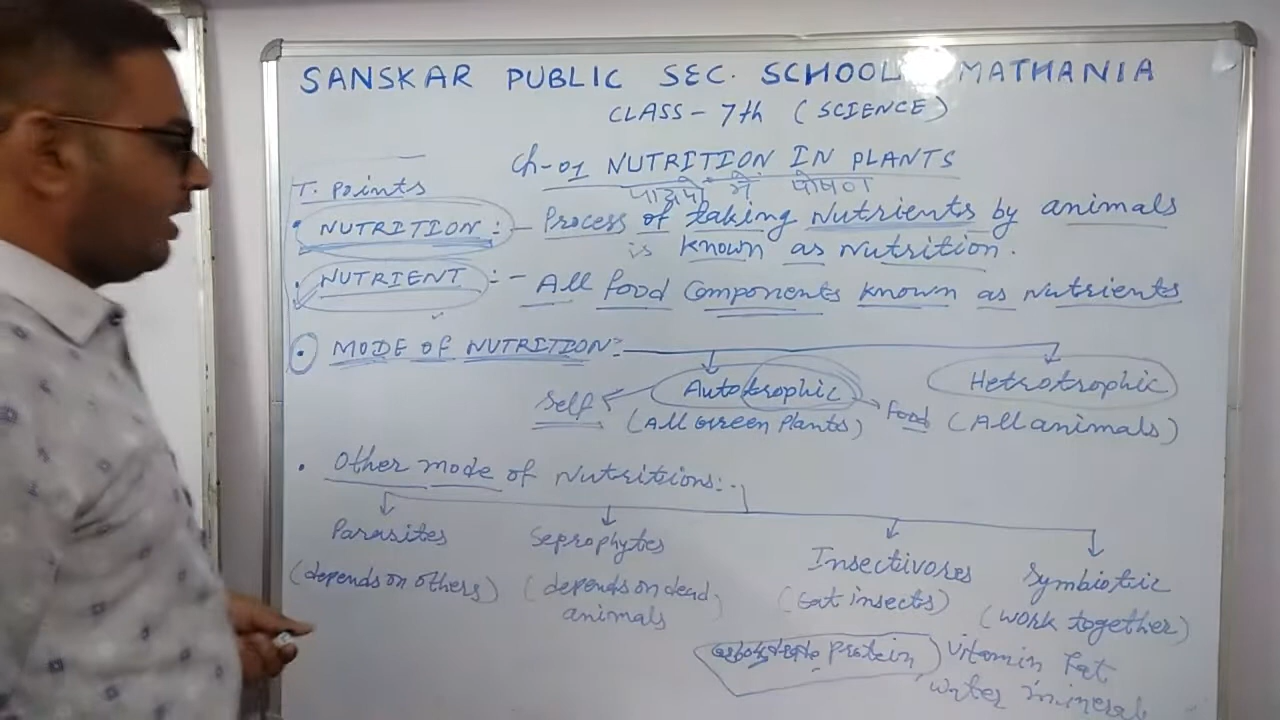 SANSKAR PUBLIC SEC. SCHOOL MATHANIA
CLASS - 7th (SCIENCE)
Ch-01 NUTRITION IN PLANTS
पादपो में पोषण
T. Points
• NUTRITION :- Process of taking Nutrients by animals
is known as Nutrition.
• NUTRIENT :- All food components known as Nutrients
• MODE OF NUTRITION:-
Autotrophic Hetrotrophic
Self food
(All Green Plants) (All animals)
• Other mode of Nutritions:-
Parasites Seprophytes Insectivores Symbiotic
(depends on others) (depends on dead animals) (Eat insects) (work together)
Protein, Vitamin Fat
water minerals